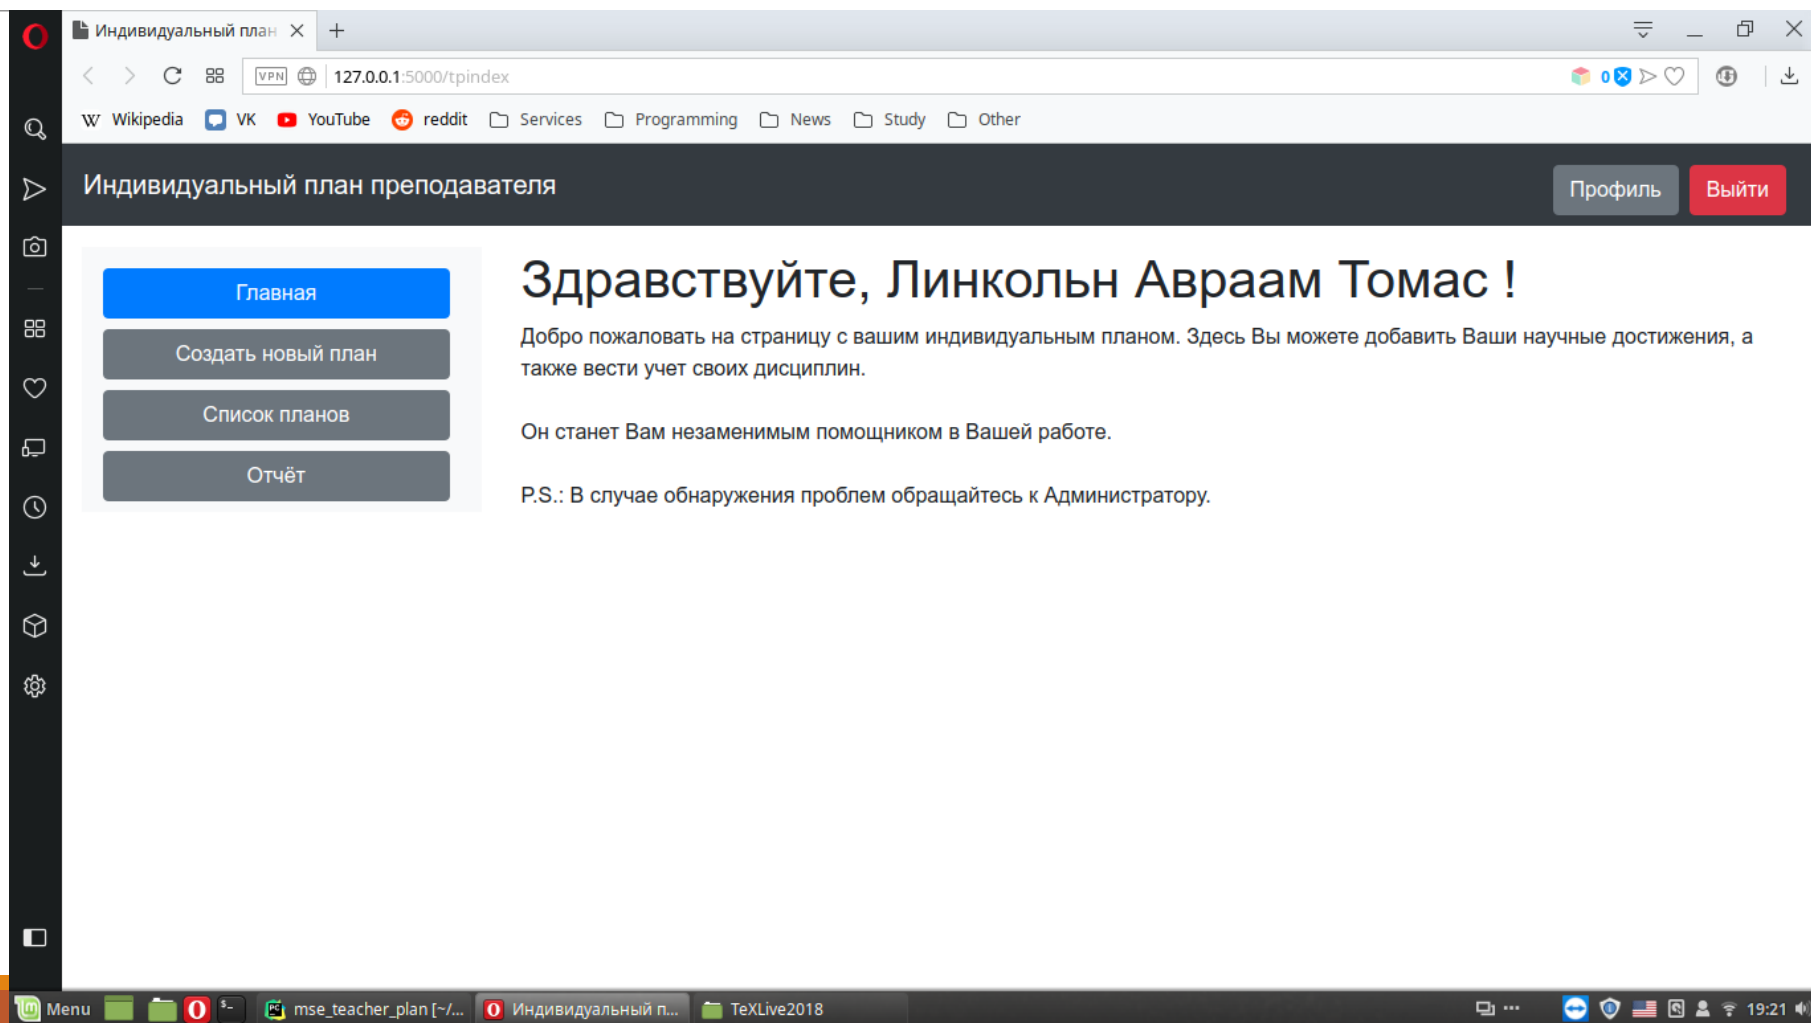 Индивидуальный план
VPN 127.0.0.1:5000/tpindex 0
Wikipedia VK YouTube reddit Services Programming News Study Other
Индивидуальный план преподавателя Профиль Выйти
Главная
Создать новый план
Список планов
Отчёт
Здравствуйте, Линкольн Авраам Томас !
Добро пожаловать на страницу с вашим индивидуальным планом. Здесь Вы можете добавить Ваши научные достижения, а
также вести учет своих дисциплин.
Он станет Вам незаменимым помощником в Вашей работе.
P.S.: В случае обнаружения проблем обращайтесь к Администратору.
Menu mse_teacher_plan [~/... Индивидуальный п... TeXLive2018 19:21